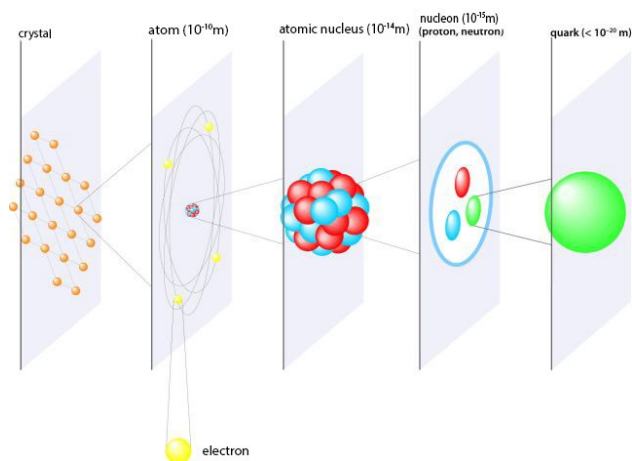 crystal
atom (10⁻¹⁰m)
atomic nucleus (10⁻¹⁴m)
nucleon (10⁻¹⁵m)
(proton, neutron)
quark (< 10⁻²⁰ m)
electron